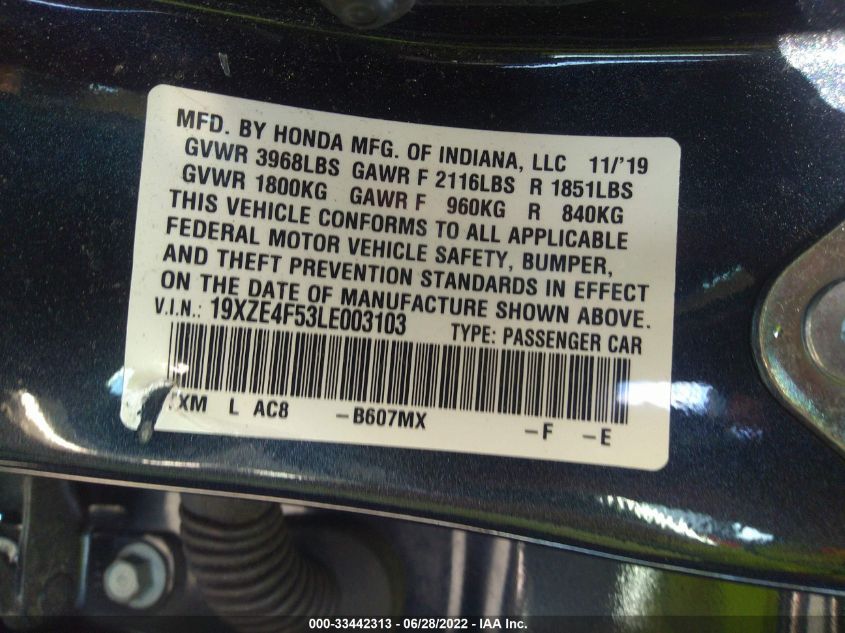 MFD. BY HONDA MFG. OF INDIANA, LLC 11/'19
GVWR 3968LBS GAWR F 2116LBS R 1851LBS
GVWR 1800KG GAWR F 960KG R 840KG
THIS VEHICLE CONFORMS TO ALL APPLICABLE
FEDERAL MOTOR VEHICLE SAFETY, BUMPER,
AND THEFT PREVENTION STANDARDS IN EFFECT
ON THE DATE OF MANUFACTURE SHOWN ABOVE.
V.I.N.: 19XZE4F53LE003103 TYPE: PASSENGER CAR
XM L AC8 -B607MX -F -E
000-33442313 - 06/28/2022 - IAA Inc.